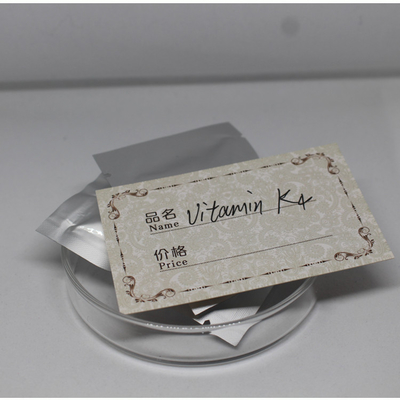 品名 Vitamin K4
Name
价格
Price